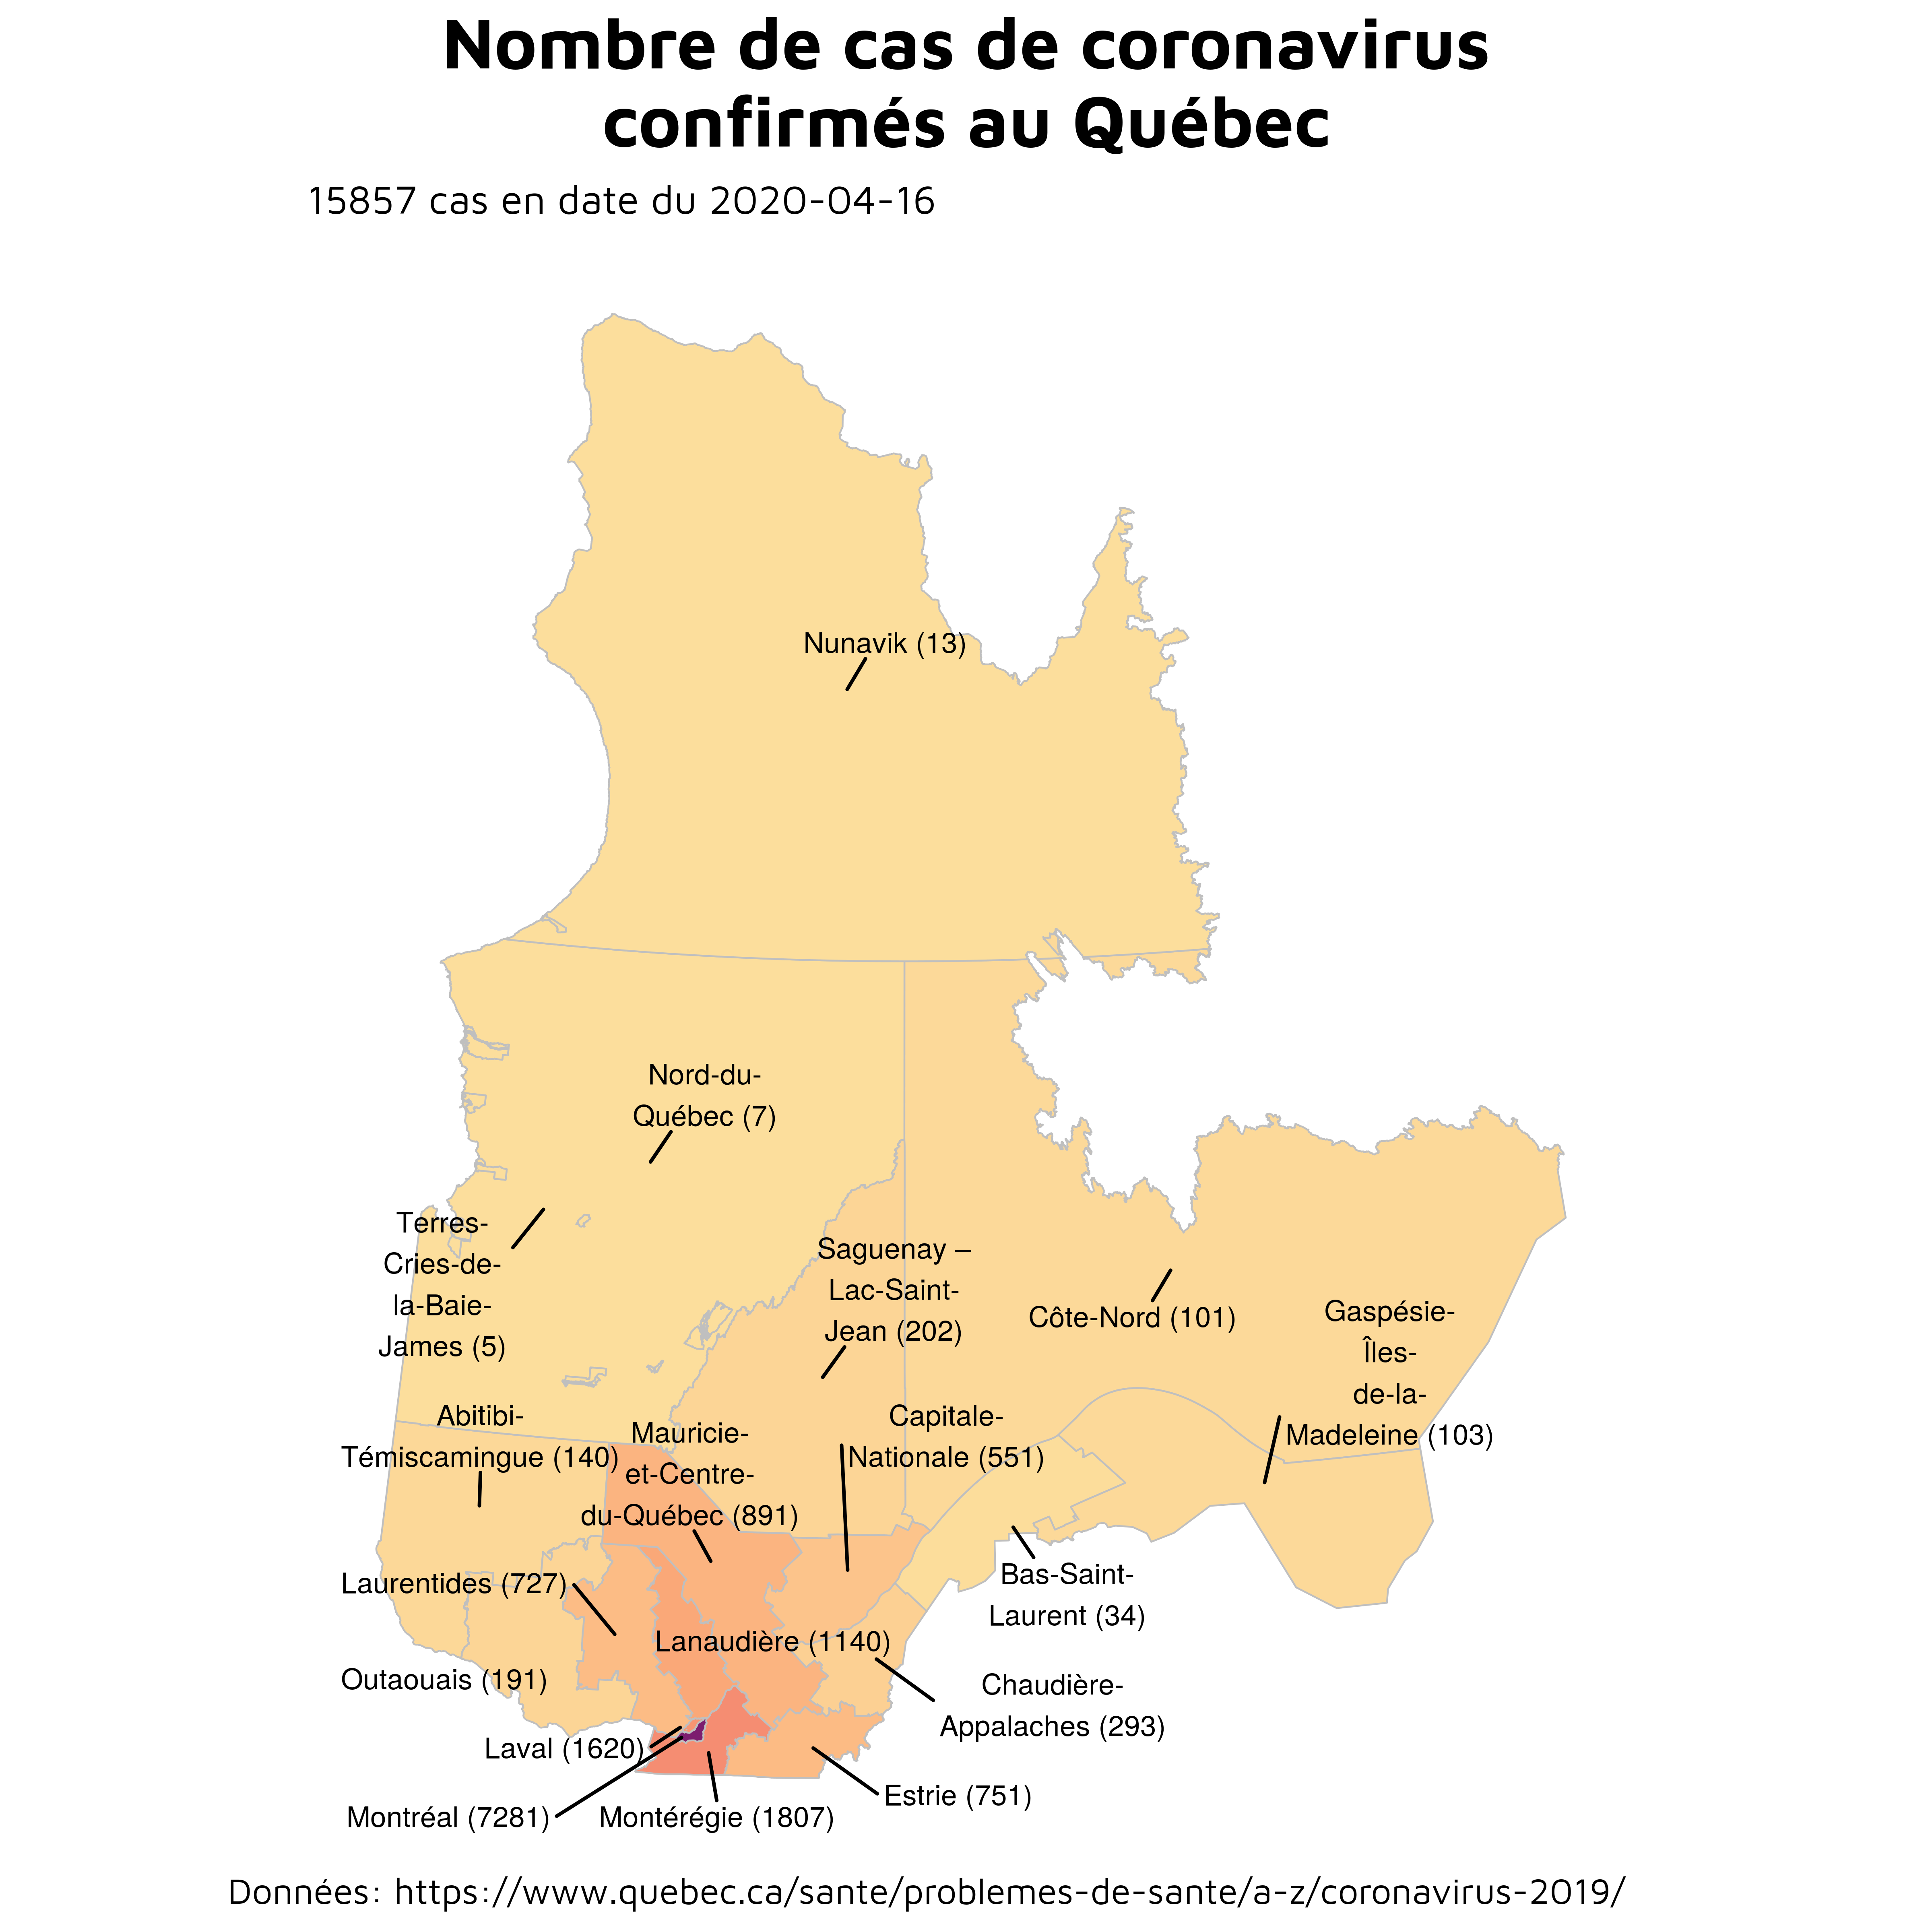 Nombre de cas de coronavirus
confirmés au Québec
15857 cas en date du 2020-04-16
Nunavik (13)
Nord-du-
Québec (7)
Terres-
Cries-de-
la-Baie-
James (5)
Saguenay –
Lac-Saint-
Jean (202)
Côte-Nord (101)
Gaspésie-
Îles-
de-la-
Madeleine (103)
Abitibi-
Témiscamingue (140)
Mauricie-
et-Centre-
du-Québec (891)
Capitale-
Nationale (551)
Laurentides (727)
Bas-Saint-
Laurent (34)
Lanaudière (1140)
Outaouais (191)
Chaudière-
Appalaches (293)
Laval (1620)
Estrie (751)
Montréal (7281)
Montérégie (1807)
Données: https://www.quebec.ca/sante/problemes-de-sante/a-z/coronavirus-2019/